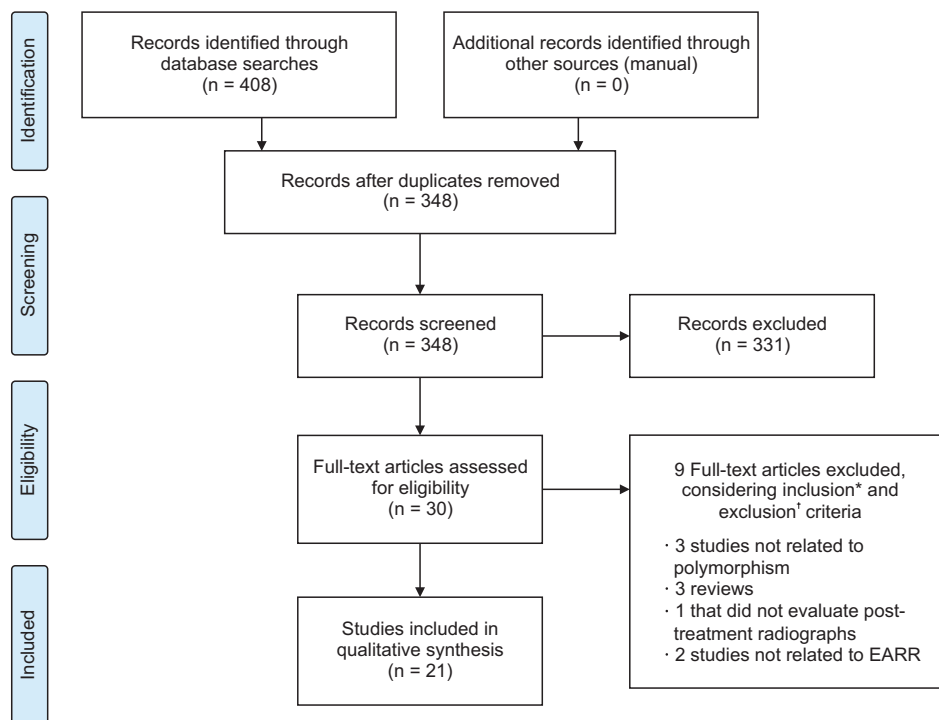 Identification
Records identified through
database searches
(n = 408)
Additional records identified through
other sources (manual)
(n = 0)
Records after duplicates removed
(n = 348)
Screening
Records screened
(n = 348)
Records excluded
(n = 331)
Eligibility
Full-text articles assessed
for eligibility
(n = 30)
9 Full-text articles excluded,
considering inclusion* and
exclusion† criteria
· 3 studies not related to
polymorphism
· 3 reviews
· 1 that did not evaluate post-
treatment radiographs
· 2 studies not related to EARR
Included
Studies included in
qualitative synthesis
(n = 21)